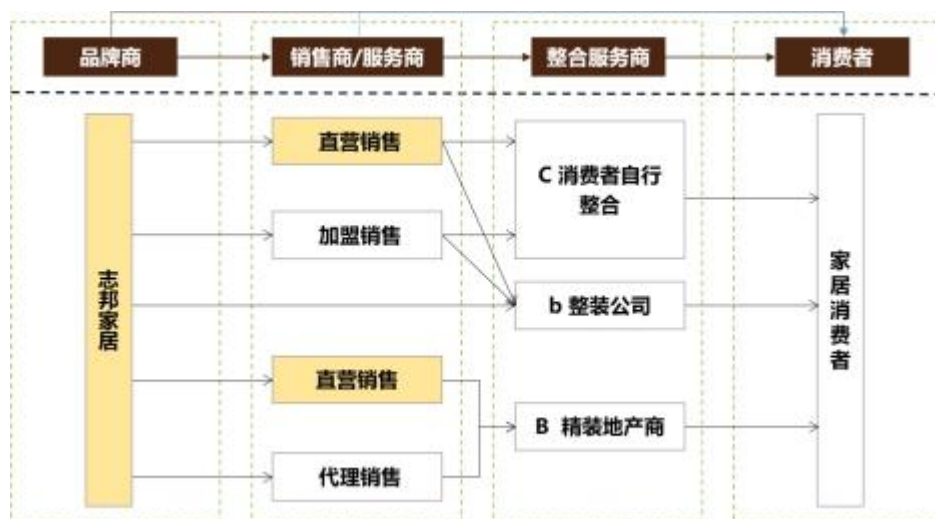 品牌商
销售商/服务商
整合服务商
消费者
志邦家居
直营销售
加盟销售
直营销售
代理销售
C 消费者自行
整合
b 整装公司
B 精装地产商
家居消费者